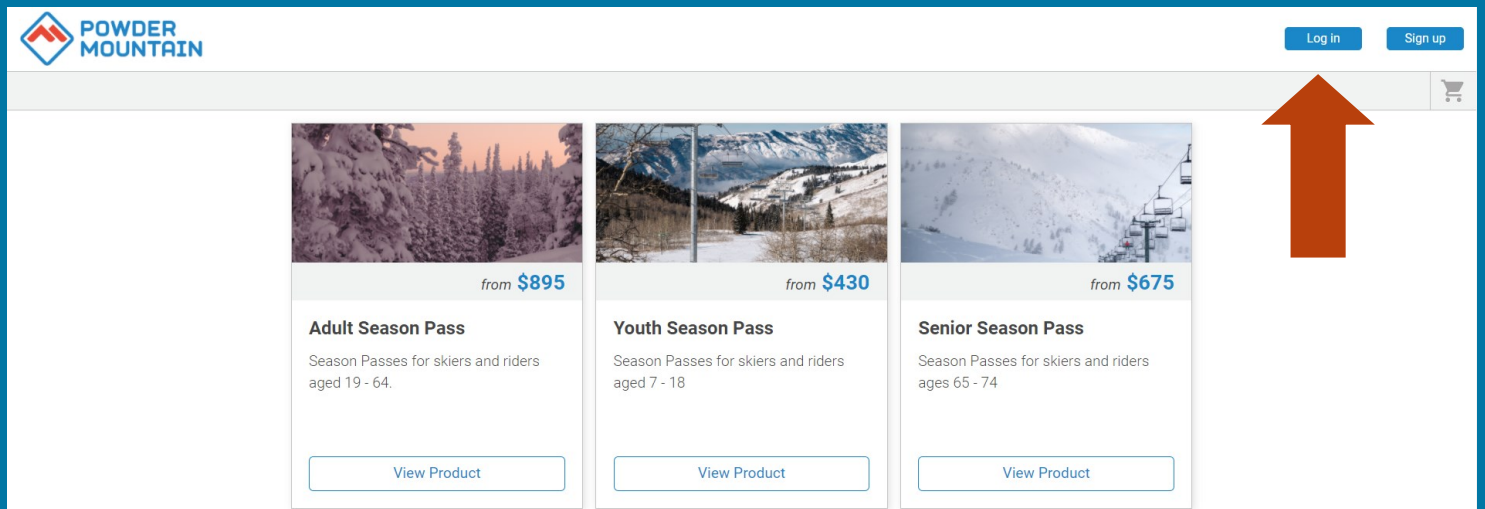 POWDER
MOUNTAIN
Log in
Sign up
from $895
Adult Season Pass
Season Passes for skiers and riders
aged 19 - 64.
View Product
from $430
Youth Season Pass
Season Passes for skiers and riders
aged 7 - 18
View Product
from $675
Senior Season Pass
Season Passes for skiers and riders
ages 65 - 74
View Product